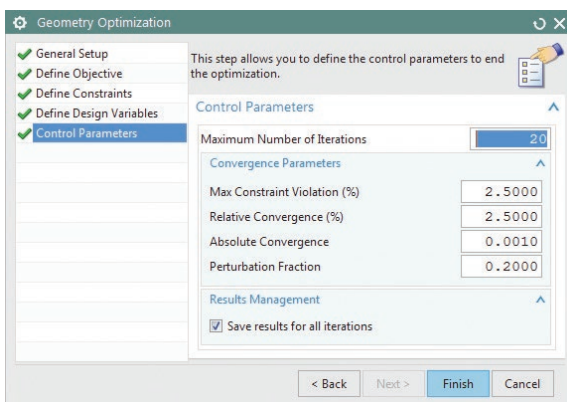 Geometry Optimization
General Setup
Define Objective
Define Constraints
Define Design Variables
Control Parameters
This step allows you to define the control parameters to end
the optimization.
Control Parameters
Maximum Number of Iterations 20
Convergence Parameters
Max Constraint Violation (%) 2.5000
Relative Convergence (%) 2.5000
Absolute Convergence 0.0010
Perturbation Fraction 0.2000
Results Management
Save results for all iterations
< Back Next > Finish Cancel